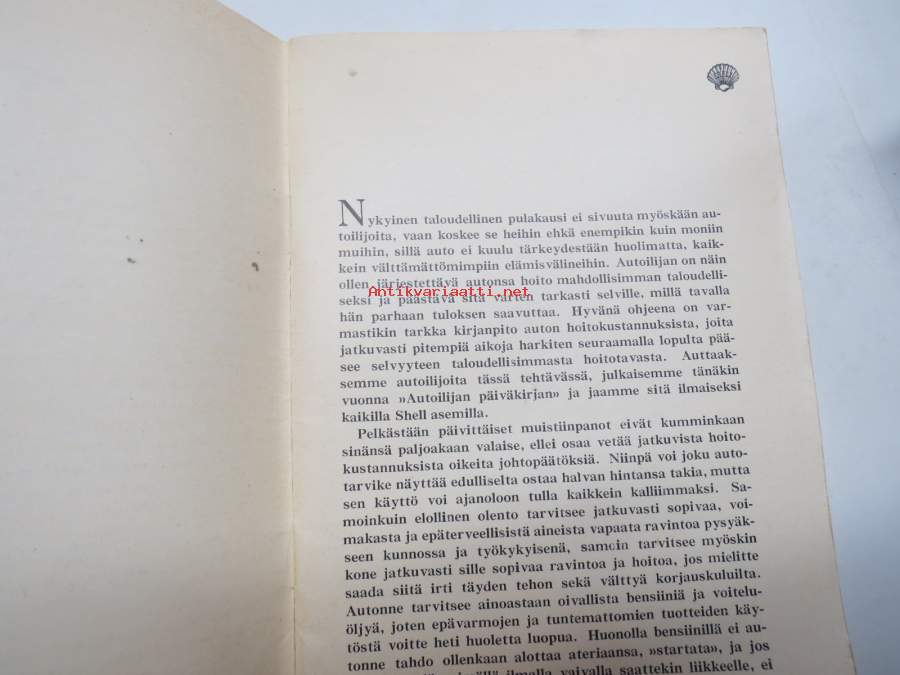 Nykyinen taloudellinen pulakausi ei sivuuta myöskään au-
toilijoita, vaan koskee se heihin ehkä enempikin kuin moniin
muihin, sillä auto ei kuulu tärkeydestään huolimatta, kaik-
kein välttämättömimpiin elämisvälineihin. Autoilijan on näin
ollen järjestettävä autonsa hoito mahdollisimman taloudelli-
Antikvariaatti.net
seksi ja päästävä sitä varten tarkasti selville, millä tavalla
hän parhaan tuloksen saavuttaa. Hyvänä ohjeena on var-
mastikin tarkka kirjanpito auton hoitokustannuksista, joita
jatkuvasti pitempiä aikoja harkiten seuraamalla lopulta pää-
see selvyyteen taloudellisimmasta hoitotavasta. Auttaak-
semme autoilijoita tässä tehtävässä, julkaisemme tänäkin
vuonna »Autoilijan päiväkirjan» ja jaamme sitä ilmaiseksi
kaikilla Shell asemilla.
Pelkästään päivittäiset muistiinpanot eivät kumminkaan
sinänsä paljoakaan valaise, ellei osaa vetää jatkuvista hoito-
kustannuksista oikeita johtopäätöksiä. Niinpä voi joku auto-
tarvike näyttää edulliselta ostaa halvan hintansa takia, mutta
sen käyttö voi ajanoloon tulla kaikkein kalliimmaksi. Sa-
moinkuin elollinen olento tarvitsee jatkuvasti sopivaa, voi-
makasta ja epäterveellisistä aineista vapaata ravintoa pysyäk-
seen kunnossa ja työkykyisenä, samoin tarvitsee myöskin
kone jatkuvasti sille sopivaa ravintoa ja hoitoa, jos mielitte
saada siitä irti täyden tehon sekä välttyä korjauskuluilta.
Autonne tarvitsee ainoastaan oivallista bensiiniä ja voitelu-
öljyä, joten epävarmojen ja tuntemattomien tuotteiden käy-
töstä voitte heti huoletta luopua. Huonolla bensiinillä ei au-
tonne tahdo ollenkaan alottaa ateriaansa, »startata», ja jos
ilmalla vaivalla saattekin liikkeelle, ei